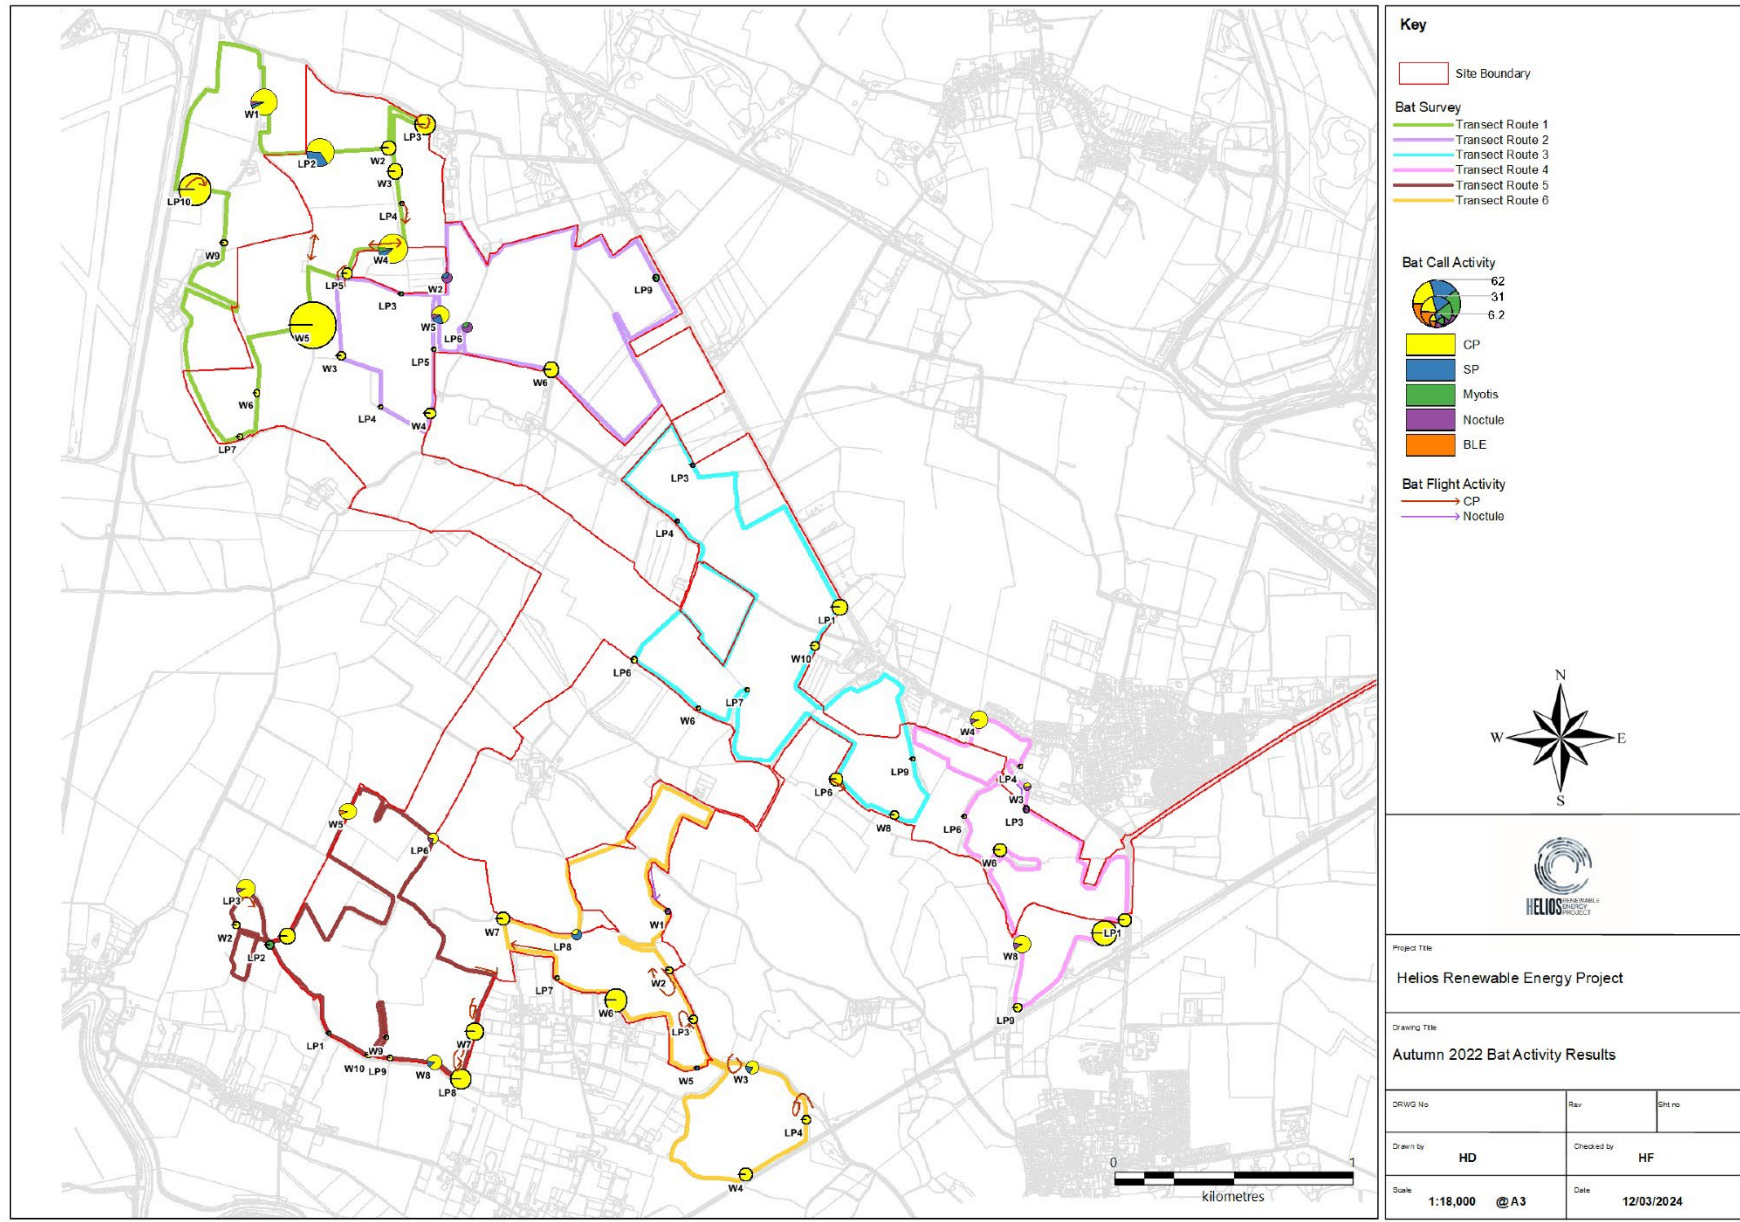 Key
Site Boundary
Bat Survey
Transect Route 1
Transect Route 2
Transect Route 3
Transect Route 4
Transect Route 5
Transect Route 6
Bat Call Activity
62
31
6.2
CP
SP
Myotis
Noctule
BLE
Bat Flight Activity
CP
Noctule
N
W
E
S
HELIOS RENEWABLE ENERGY PROJECT
Project Title
Helios Renewable Energy Project
Drawing Title
Autumn 2022 Bat Activity Results
DRWG No
Rev
Sht no
Drawn by
HD
Checked by
HF
Scale
1:18,000 @A3
Date
12/03/2024
W1
LP3
LP2
W2
W3
LP10
LP4
W9
W4
LP5
W2
LP9
LP3
W5
LP6
W5
LP5
W3
W6
W6
LP4
W4
LP7
LP3
LP4
LP1
W10
LP6
LP7
W6
W4
LP9
LP4
LP6
W3
LP3
W8
LP6
W5
LP6
W6
LP3
W1
W2
W7
LP8
LP1
LP2
W8
W2
LP7
W6
LP9
LP3
LP1
W7
W9
W10
LP9
W8
LP8
W5
W3
LP4
W4
0
1
kilometres